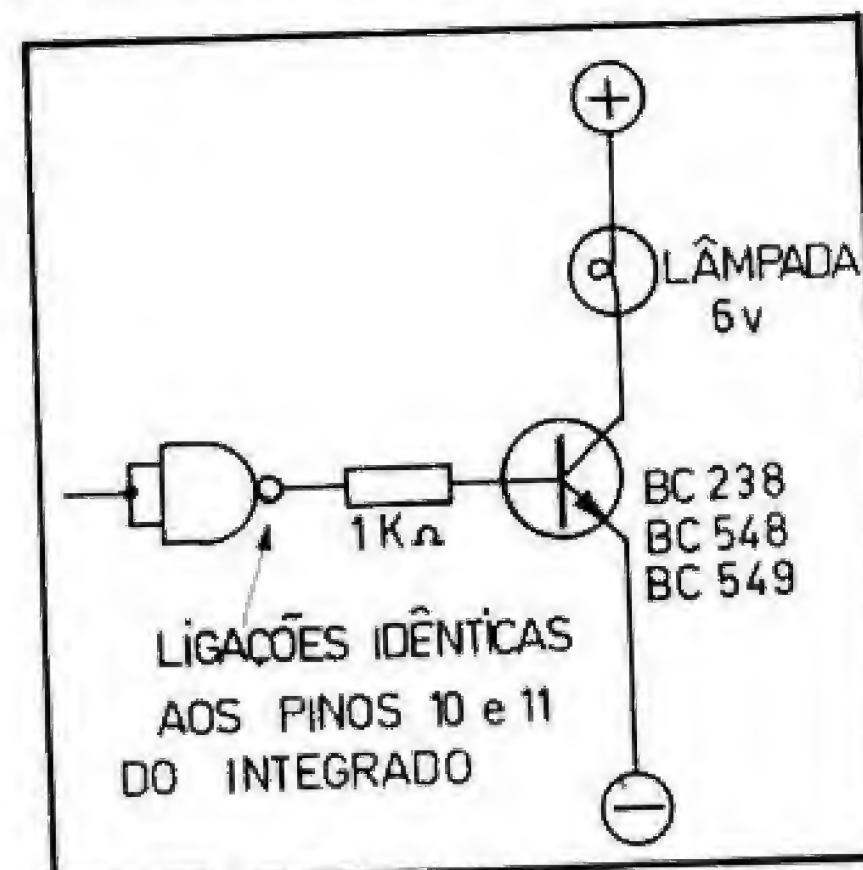 +
LÂMPADA
6v
1KΩ
BC 238
BC 548
BC 549
LIGAÇÕES IDÊNTICAS
AOS PINOS 10 e 11
DO INTEGRADO
−